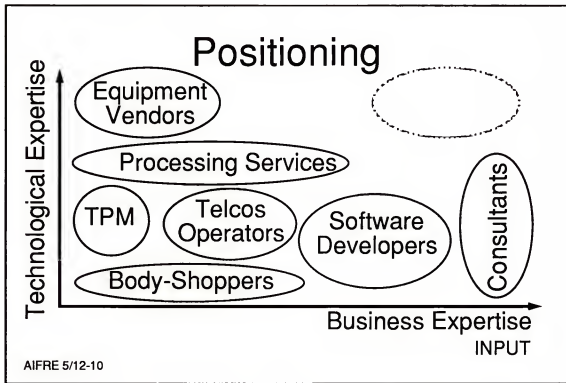 Positioning
Technological Expertise
Equipment
Vendors
Processing Services
TPM
Telcos
Operators
Software
Developers
Consultants
Body-Shoppers
Business Expertise
INPUT
AIFRE 5/12-10